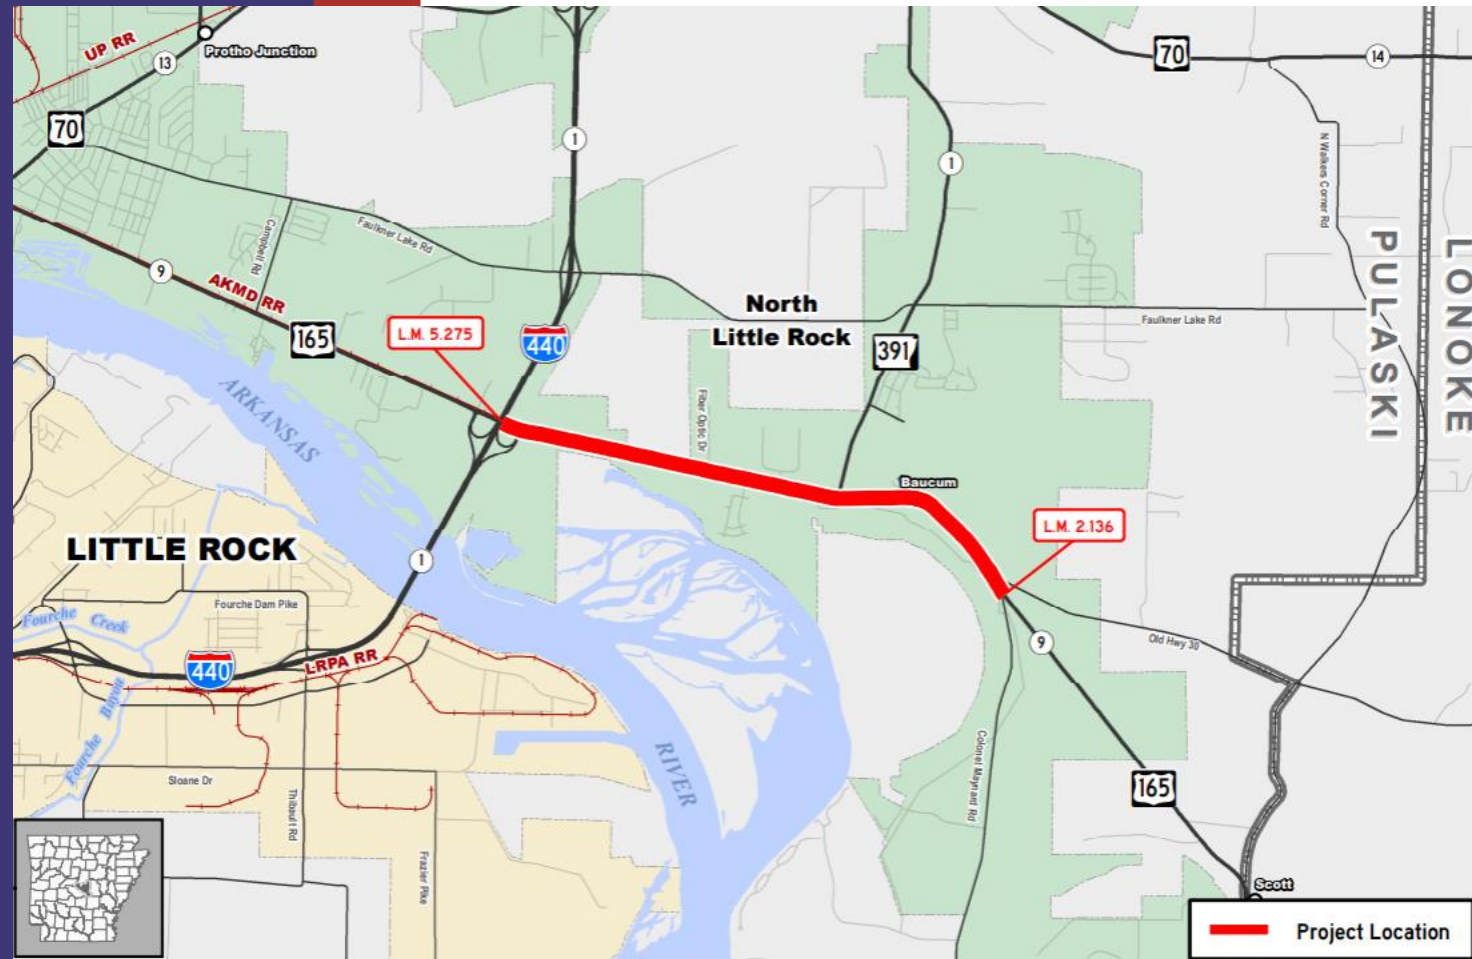 UP RR
Protho Junction
13
70
1
70
14
N Walkers Corner Rd
1
Campbell Rd
Faulkner Lake Rd
9
AKMD RR
165
L.M. 5.275
440
North
Little Rock
391
Faulkner Lake Rd
PULASKI
LONOKE
ARKANSAS
Fiber Optic Dr
Baucum
L.M. 2.136
LITTLE ROCK
1
Fourche Dam Pike
Fourche Creek
440
LRPA RR
9
Old Hwy 30
Fourche Bayou
RIVER
Colonel Maynard Rd
165
Sloane Dr
Thibault Rd
Frazier Pike
Scott
Project Location